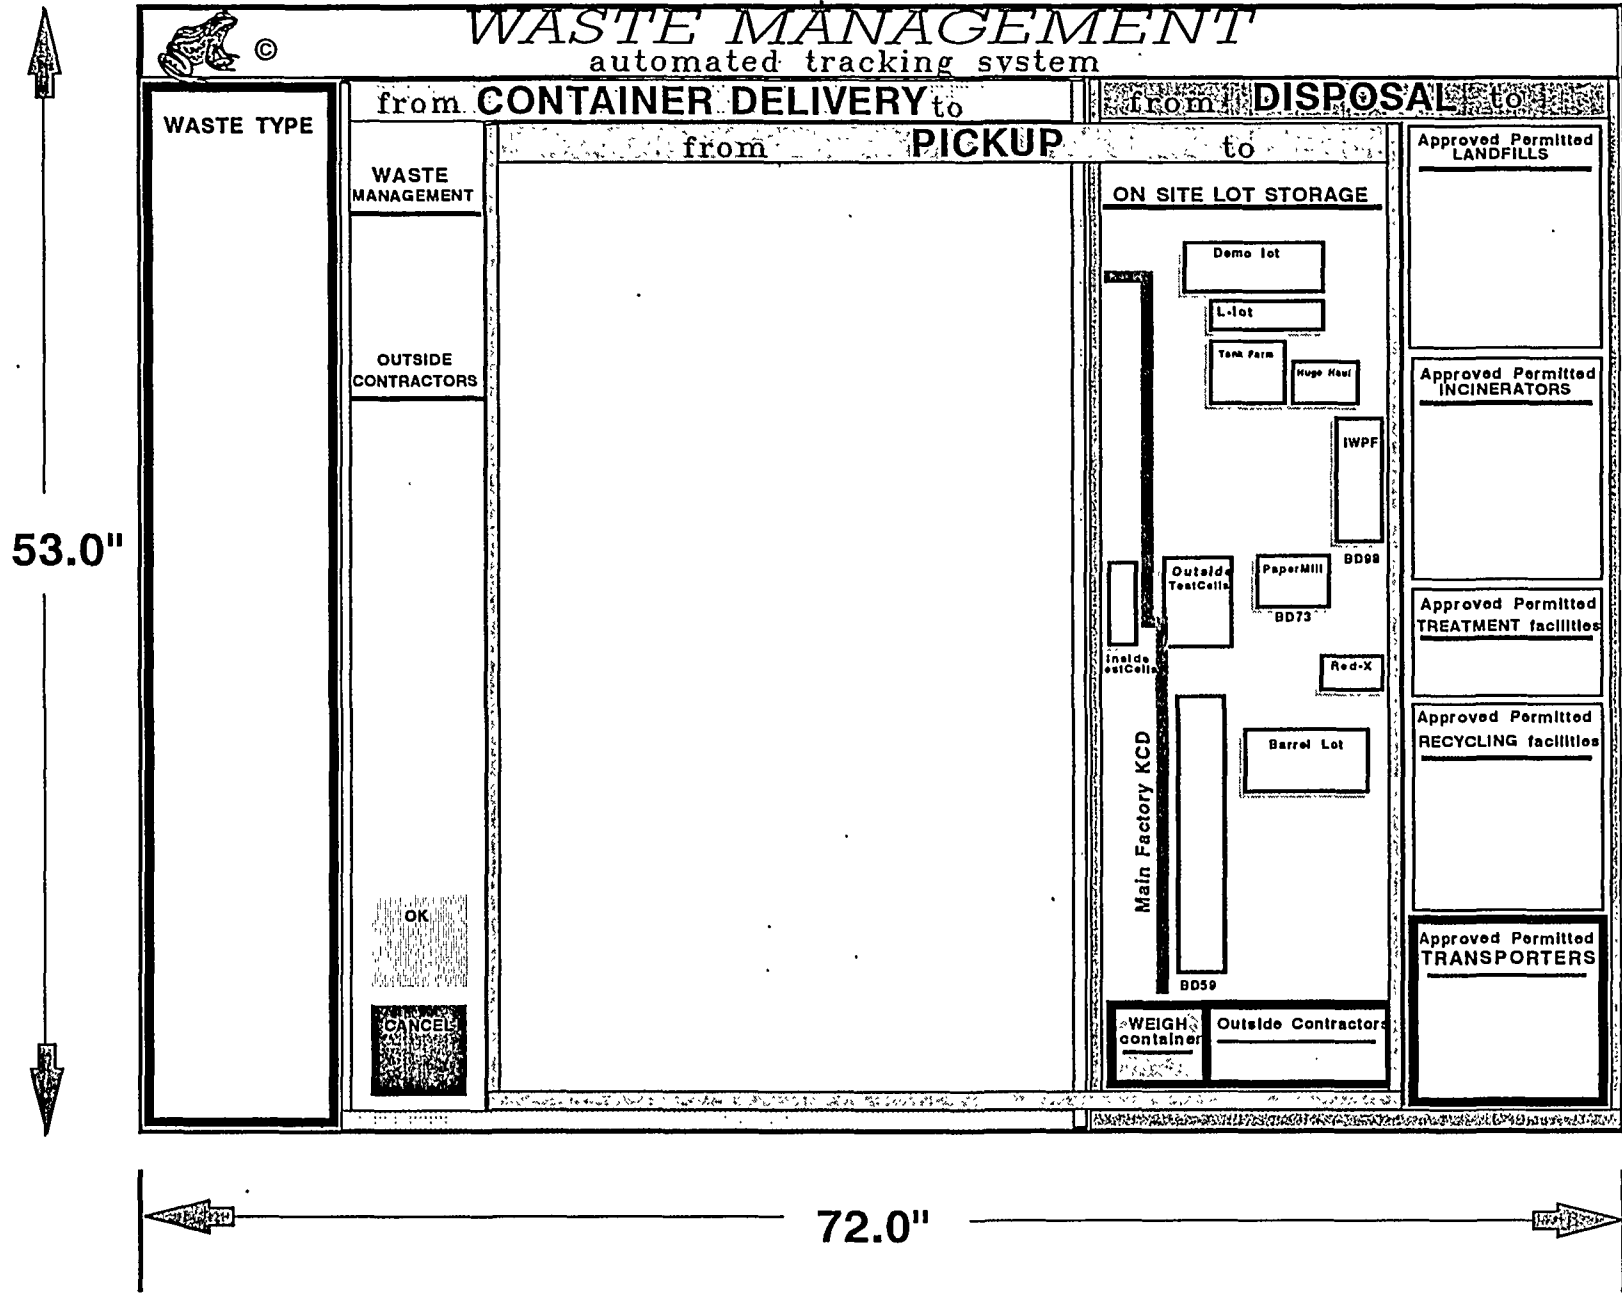 ©
WASTE MANAGEMENT
automated tracking system
from CONTAINER DELIVERY to
from DISPOSAL to
from PICKUP to
WASTE TYPE
WASTE
MANAGEMENT
OUTSIDE
CONTRACTORS
OK
CANCEL
ON SITE LOT STORAGE
Demo lot
L-lot
Tank Farm
Huge Haul
IWPF
BD98
Outside
TestCells
PaperMill
BD73
Inside
estCells
Red-X
Barrel Lot
Main Factory KCD
BD59
WEIGH
container
Outside Contractors
Approved Permitted
LANDFILLS
Approved Permitted
INCINERATORS
Approved Permitted
TREATMENT facilities
Approved Permitted
RECYCLING facilities
Approved Permitted
TRANSPORTERS
53.0"
72.0"